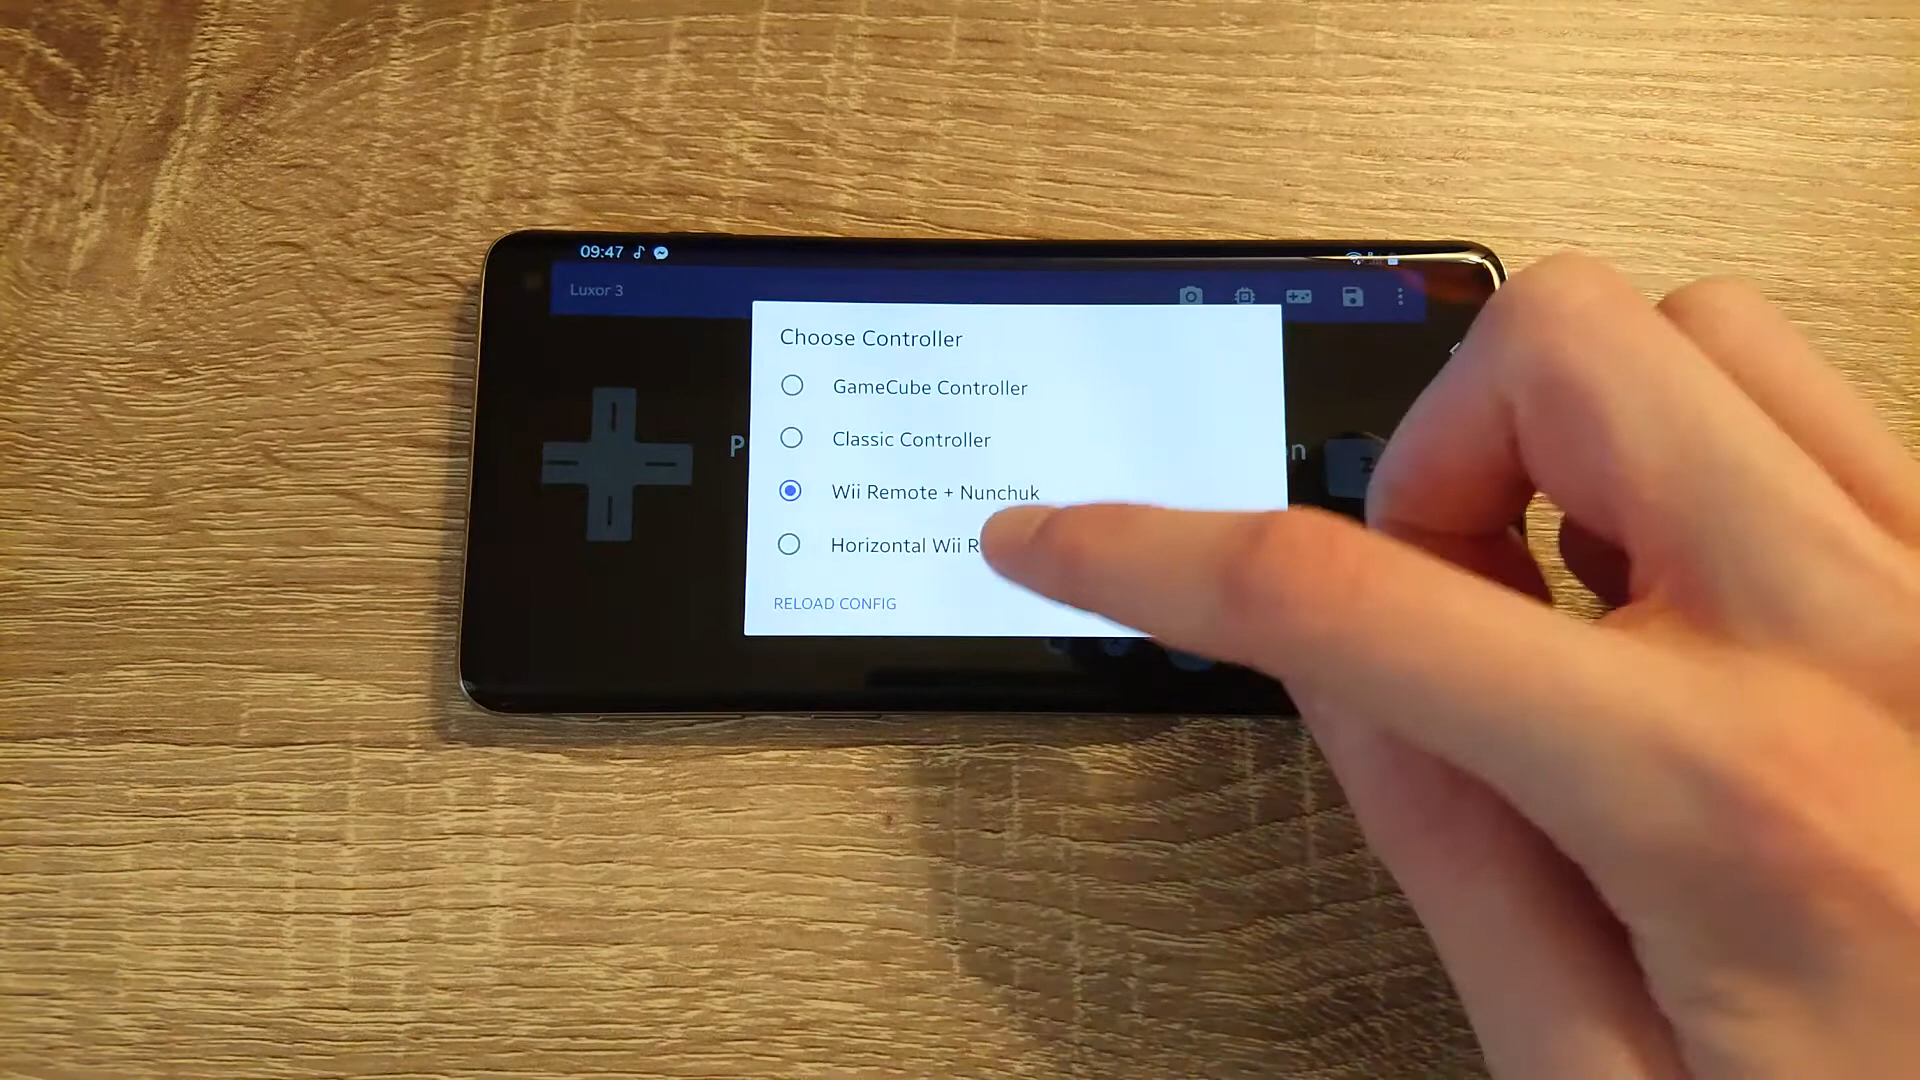 09:47
Luxor 3
Choose Controller
GameCube Controller
Classic Controller
Wii Remote + Nunchuk
Horizontal Wii R
RELOAD CONFIG
P
n
Z